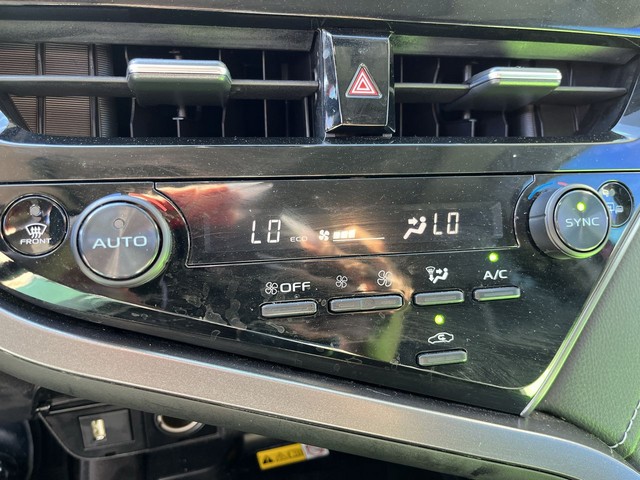 FRONT
AUTO
LO ECO LO
SYNC
OFF
A/C